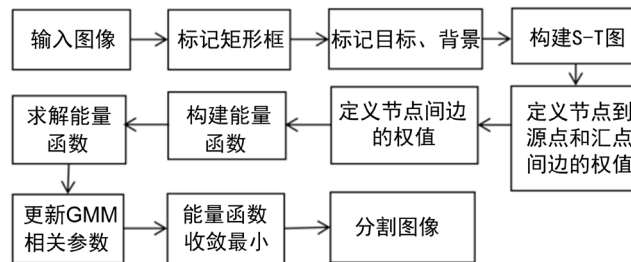 输入图像
标记矩形框
标记目标、背景
构建S-T图
定义节点到
源点和汇点
间边的权值
定义节点间边
的权值
构建能量
函数
求解能量
函数
更新GMM
相关参数
能量函数
收敛最小
分割图像